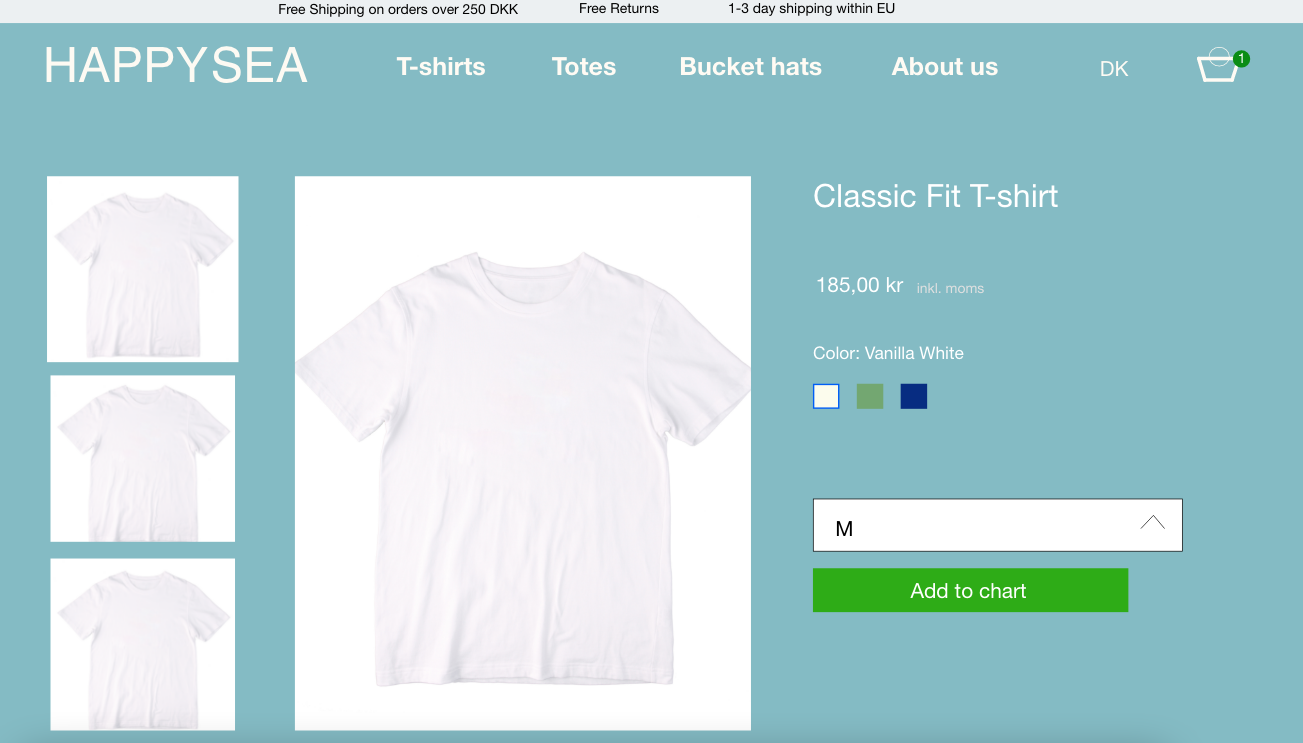 Free Shipping on orders over 250 DKK Free Returns 1-3 day shipping within EU
HAPPYSEA T-shirts Totes Bucket hats About us DK 1
Classic Fit T-shirt
185,00 kr inkl. moms
Color: Vanilla White
M
Add to chart